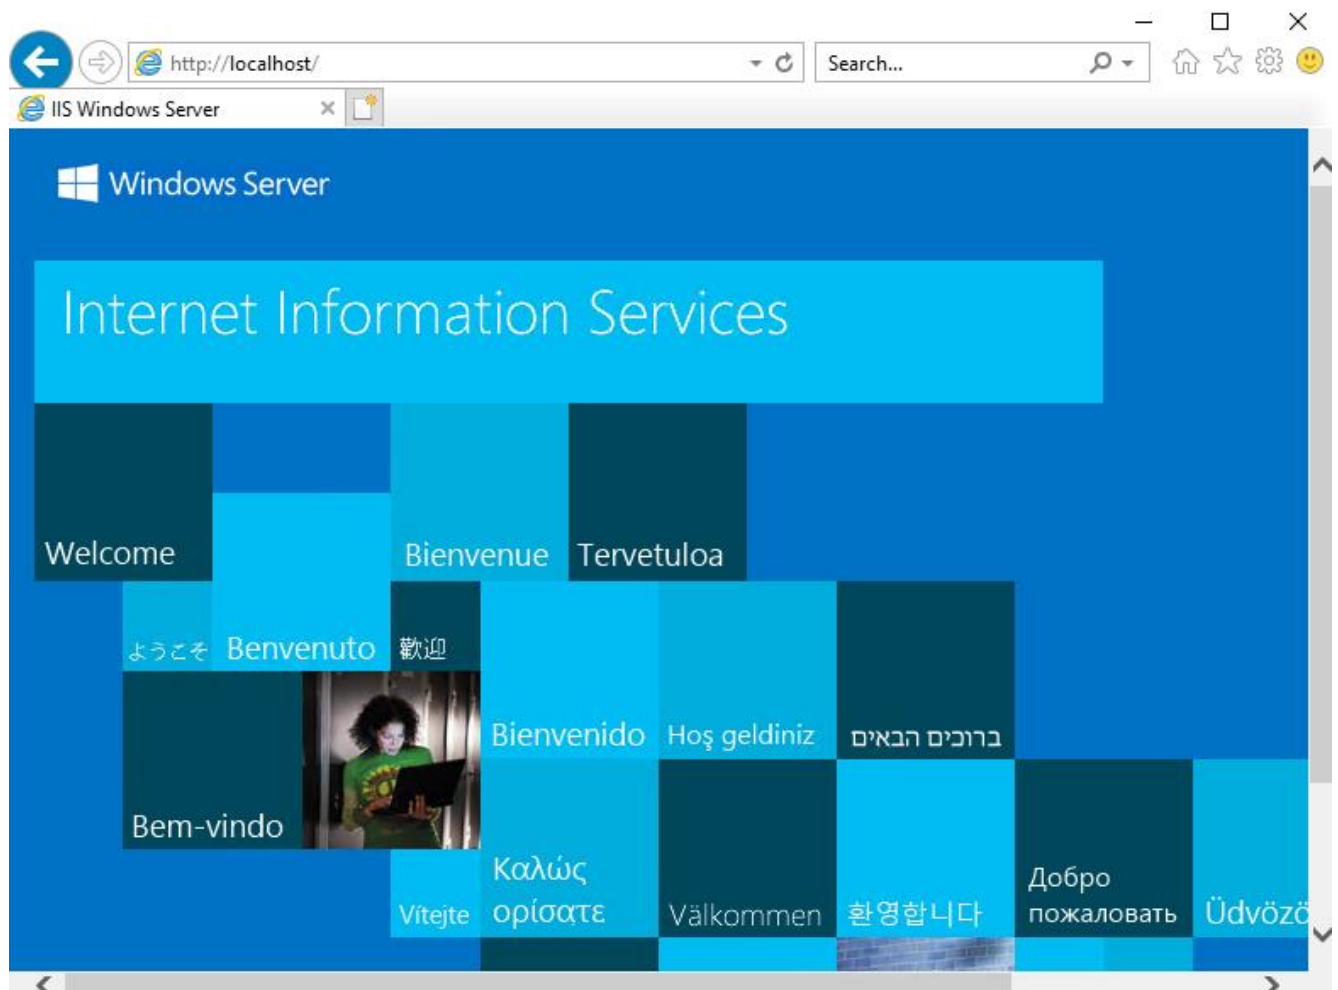 http://localhost/
Search...
IIS Windows Server
Windows Server
Internet Information Services
Welcome
Bienvenue
Tervetuloa
ようこそ
Benvenuto
歡迎
Bienvenido
Hoş geldiniz
ברוכים הבאים
Bem-vindo
Vítejte
Καλώς
ορίσατε
Välkommen
환영합니다
Добро
пожаловать
Üdvözö